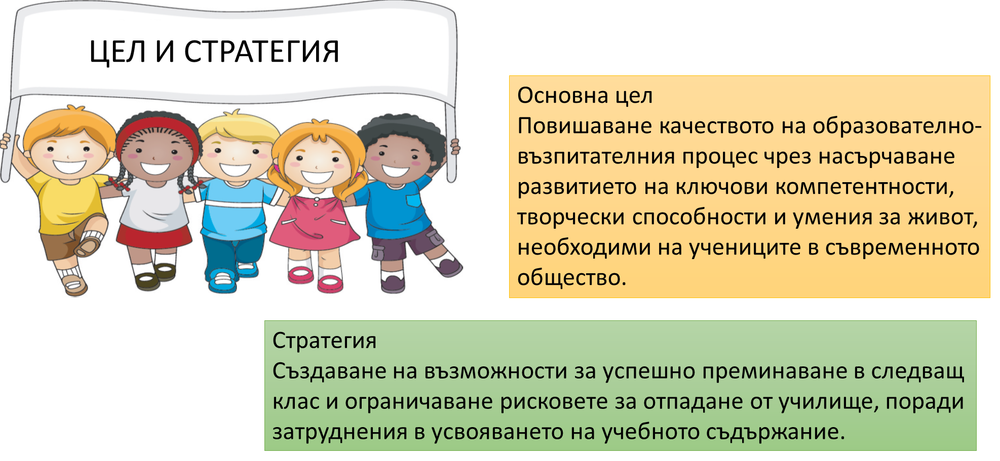 ЦЕЛ И СТРАТЕГИЯ
Основна цел
Повишаване качеството на образователно-
възпитателния процес чрез насърчаване
развитието на ключови компетентности,
творчески способности и умения за живот,
необходими на учениците в съвременното
общество.
Стратегия
Създаване на възможности за успешно преминаване в следващ
клас и ограничаване рисковете за отпадане от училище, поради
затруднения в усвояването на учебното съдържание.